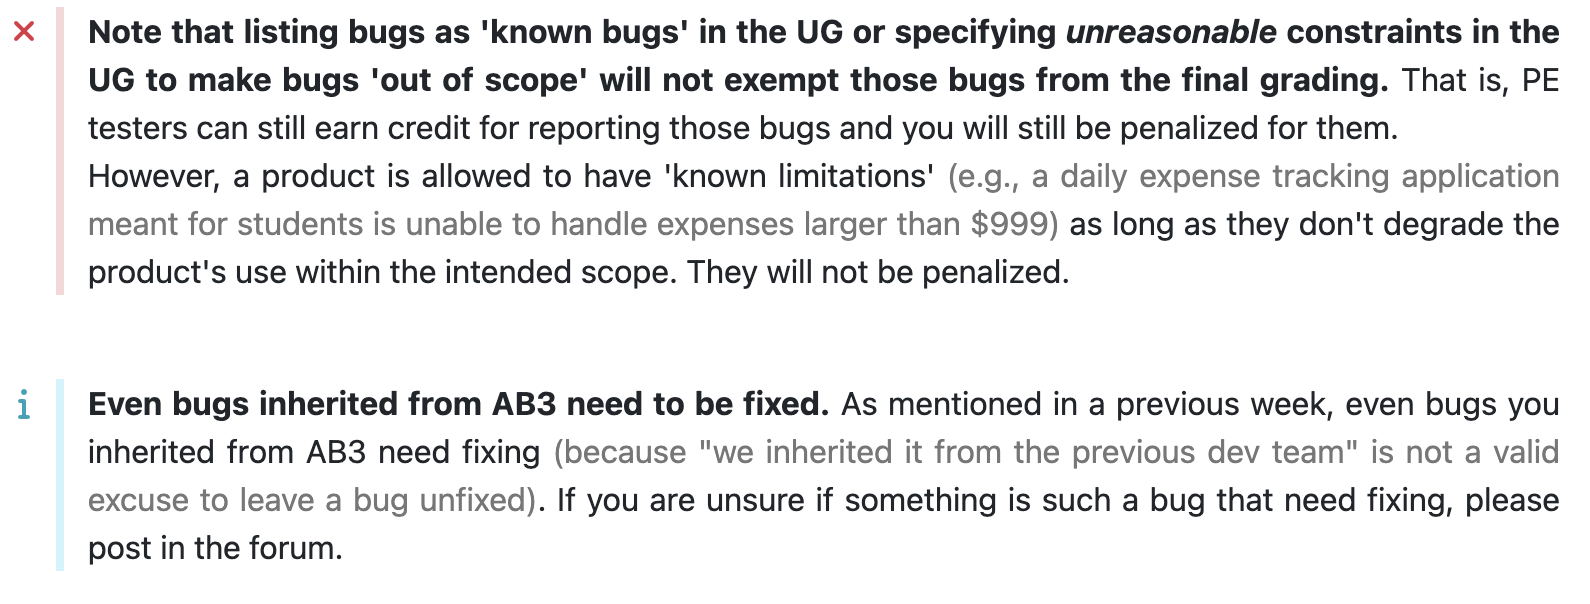 Note that listing bugs as 'known bugs' in the UG or specifying unreasonable constraints in the
UG to make bugs 'out of scope' will not exempt those bugs from the final grading. That is, PE
testers can still earn credit for reporting those bugs and you will still be penalized for them.
However, a product is allowed to have 'known limitations' (e.g., a daily expense tracking application
meant for students is unable to handle expenses larger than $999) as long as they don't degrade the
product's use within the intended scope. They will not be penalized.
Even bugs inherited from AB3 need to be fixed. As mentioned in a previous week, even bugs you
inherited from AB3 need fixing (because "we inherited it from the previous dev team" is not a valid
excuse to leave a bug unfixed). If you are unsure if something is such a bug that need fixing, please
post in the forum.